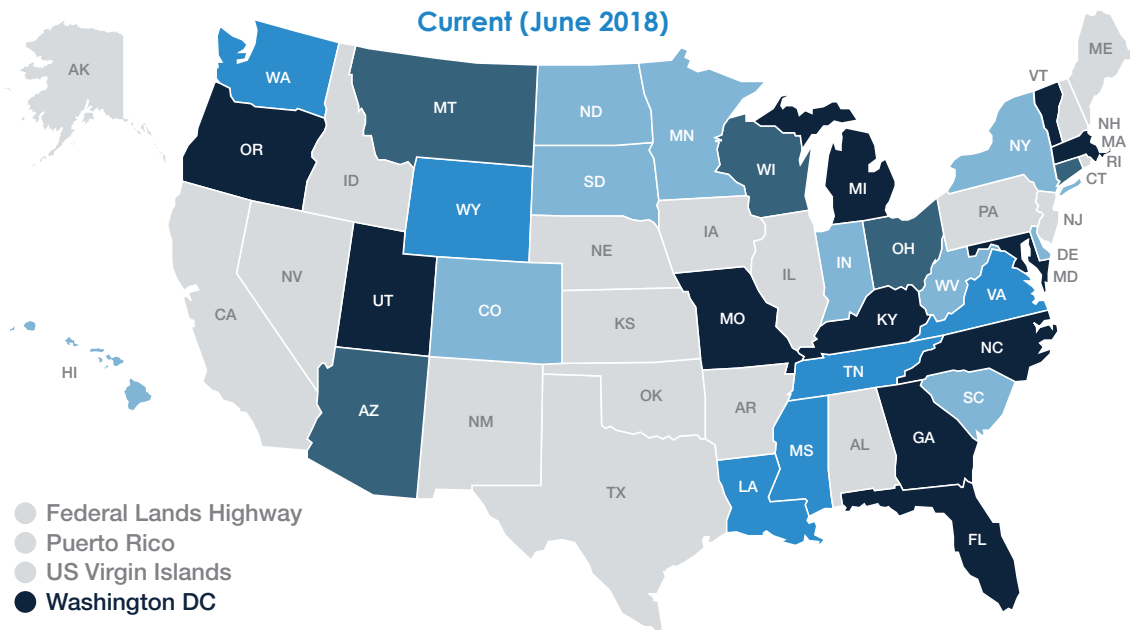 Current (June 2018)
AK
WA
MT
ND
MN
VT
ME
OR
ID
WY
SD
WI
MI
NY
NH
MA
RI
CT
NV
UT
CO
NE
IA
IL
IN
OH
PA
NJ
DE
MD
WV
VA
CA
KS
MO
KY
NC
HI
AZ
NM
OK
AR
TN
SC
MS
AL
GA
TX
LA
FL
Federal Lands Highway
Puerto Rico
US Virgin Islands
Washington DC